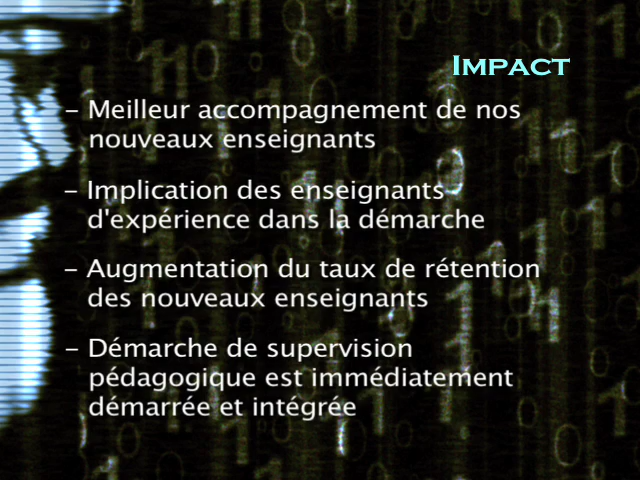 Impact
– Meilleur accompagnement de nos
nouveaux enseignants
– Implication des enseignants
d'expérience dans la démarche
– Augmentation du taux de rétention
des nouveaux enseignants
– Démarche de supervision
pédagogique est immédiatement
démarrée et intégrée